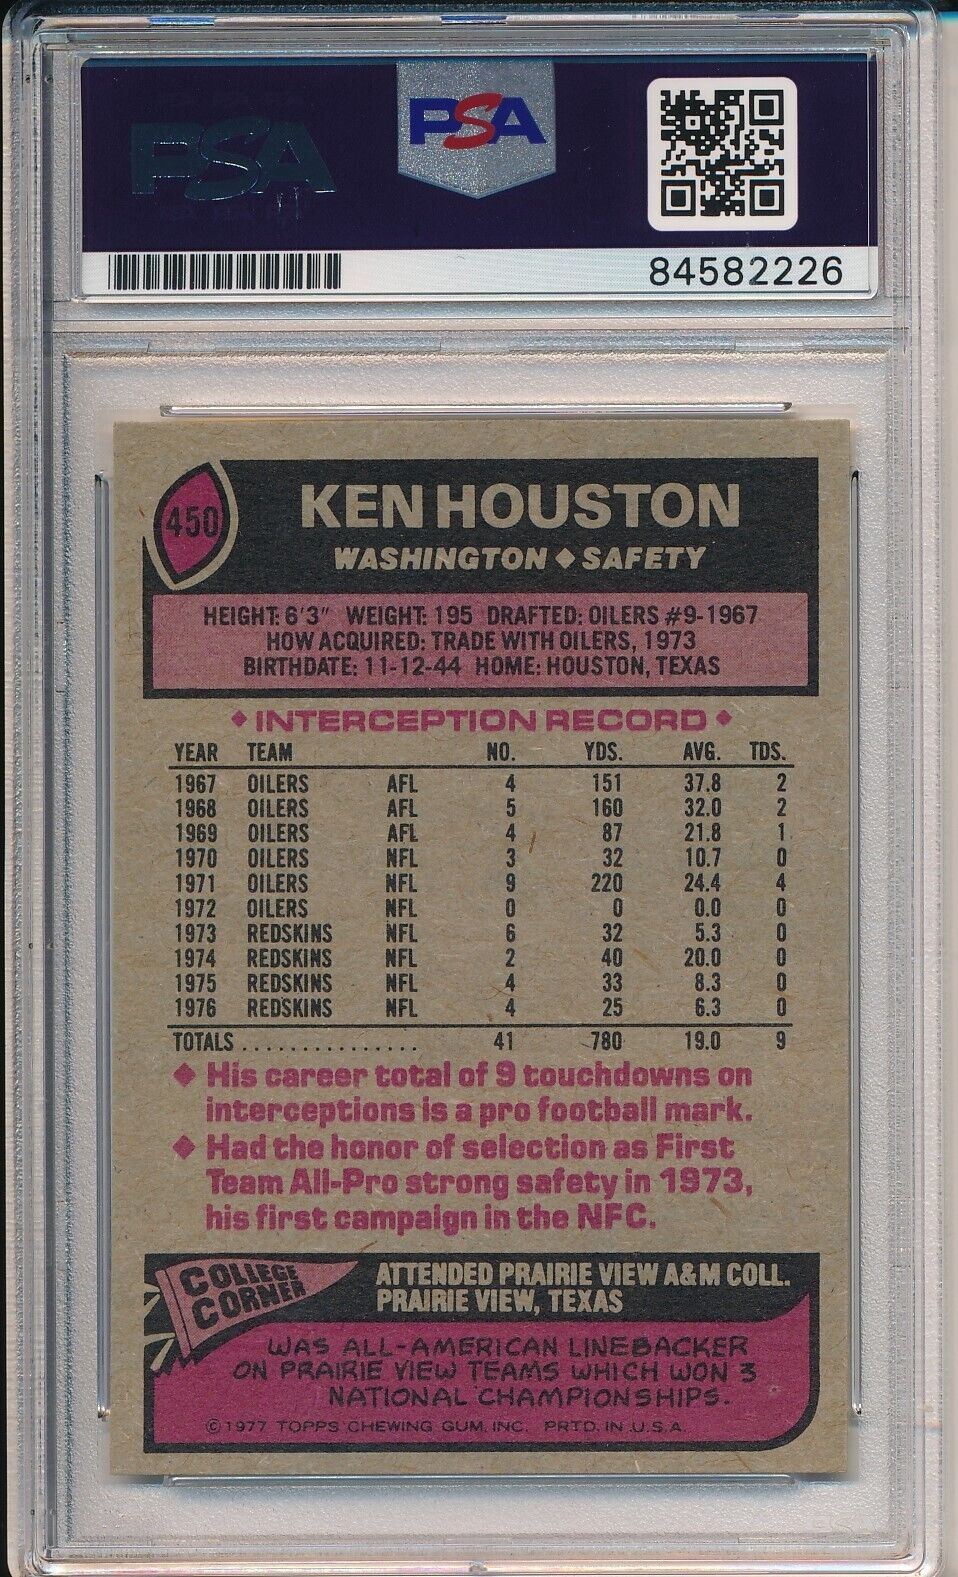 PSA
PSA
84582226
450
KEN HOUSTON
WASHINGTON ◆ SAFETY
HEIGHT: 6'3" WEIGHT: 195 DRAFTED: OILERS #9-1967
HOW ACQUIRED: TRADE WITH OILERS, 1973
BIRTHDATE: 11-12-44 HOME: HOUSTON, TEXAS
◆ INTERCEPTION RECORD ◆
YEAR TEAM NO. YDS. AVG. TDS.
1967 OILERS AFL 4 151 37.8 2
1968 OILERS AFL 5 160 32.0 2
1969 OILERS AFL 4 87 21.8 1
1970 OILERS NFL 3 32 10.7 0
1971 OILERS NFL 9 220 24.4 4
1972 OILERS NFL 0 0 0.0 0
1973 REDSKINS NFL 6 32 5.3 0
1974 REDSKINS NFL 2 40 20.0 0
1975 REDSKINS NFL 4 33 8.3 0
1976 REDSKINS NFL 4 25 6.3 0
TOTALS............... 41 780 19.0 9
◆ His career total of 9 touchdowns on
interceptions is a pro football mark.
◆ Had the honor of selection as First
Team All-Pro strong safety in 1973,
his first campaign in the NFC.
COLLEGE
CORNER
ATTENDED PRAIRIE VIEW A&M COLL.
PRAIRIE VIEW, TEXAS
WAS ALL-AMERICAN LINEBACKER
ON PRAIRIE VIEW TEAMS WHICH WON 3
NATIONAL CHAMPIONSHIPS.
©1977 TOPPS CHEWING GUM, INC. PRTD. IN U.S.A.